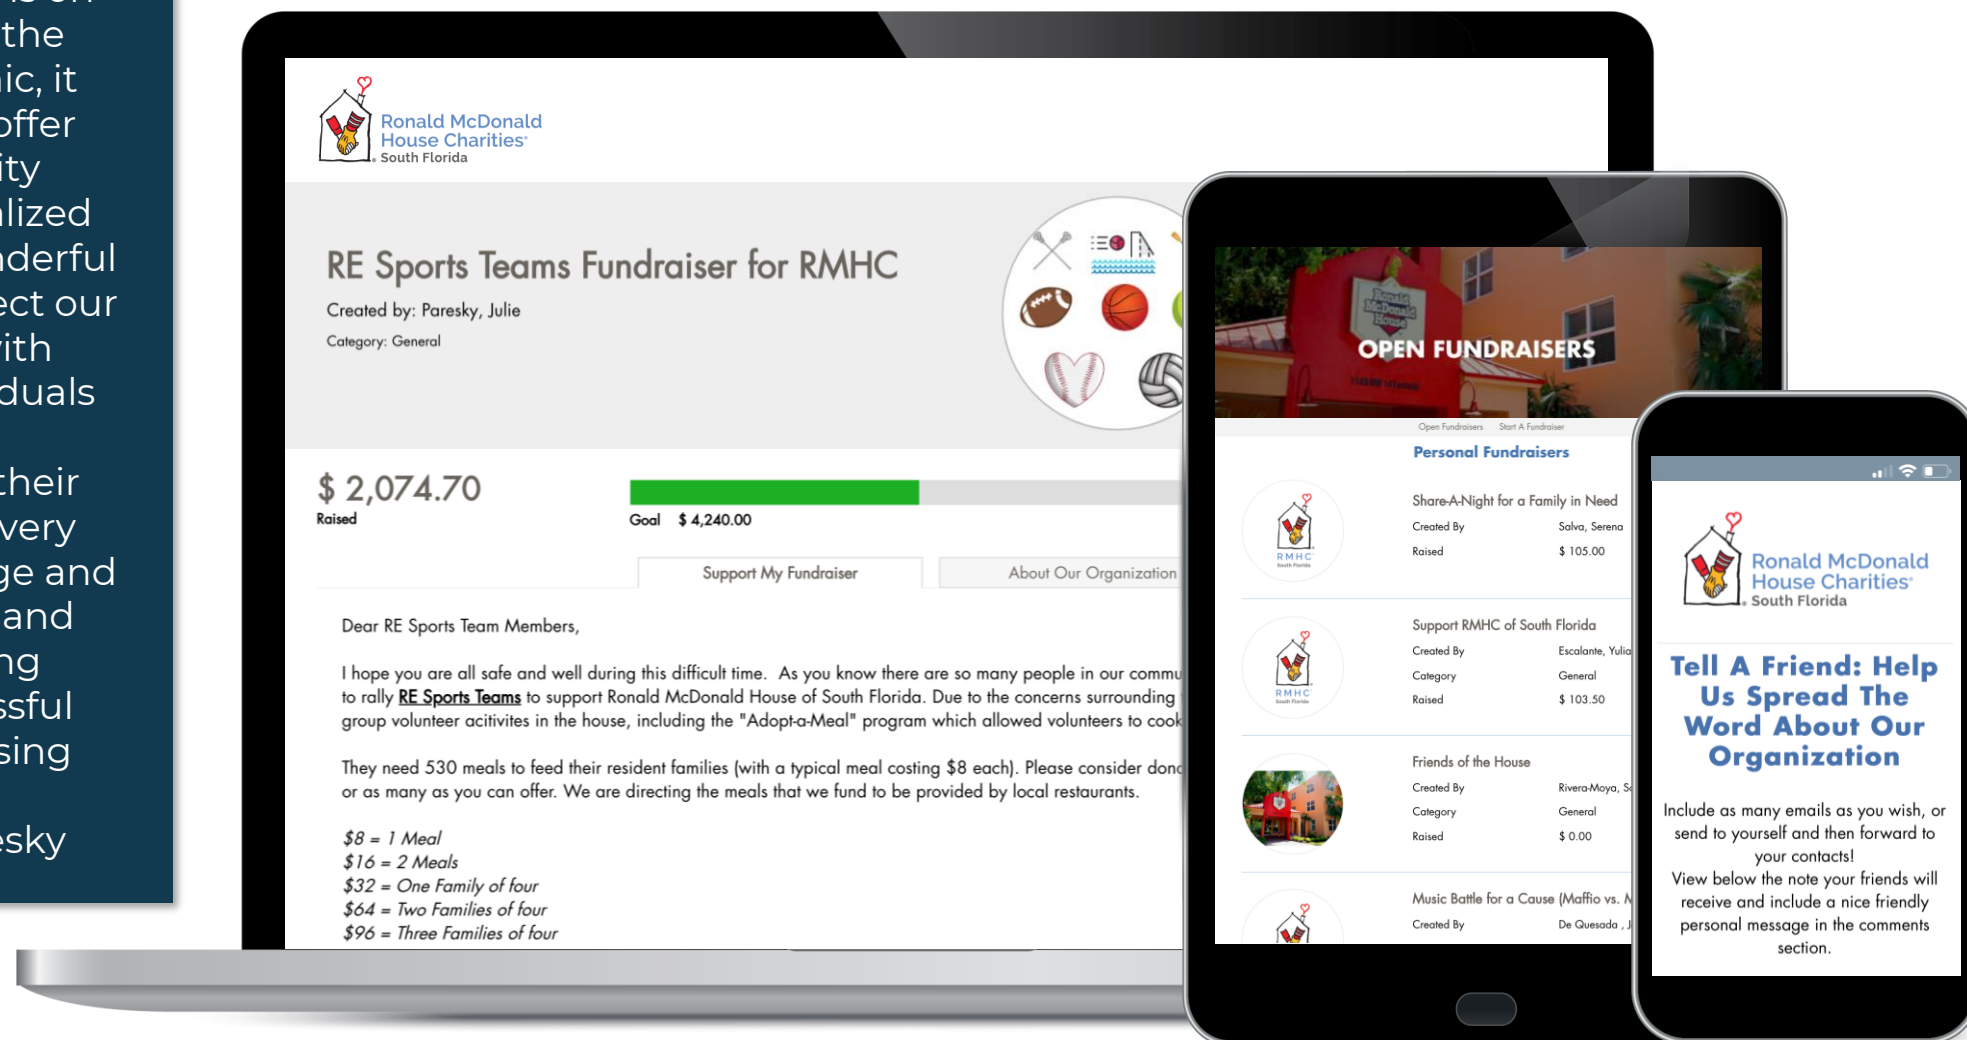 the
it
offer
our
their
very
and
and
Ronald McDonald
House Charities
South Florida
RE Sports Teams Fundraiser for RMHC
Created by: Paresky, Julie
Category: General
$ 2,074.70
Raised
Goal $ 4,240.00
Support My Fundraiser
About Our Organization
Dear RE Sports Team Members,
I hope you are all safe and well during this difficult time. As you know there are so many people in our
to rally RE Sports Teams to support Ronald McDonald House of South Florida. Due to the concerns surrounding
group volunteer acitivites in the house, including the "Adopt-a-Meal" program which allowed volunteers to cook
They need 530 meals to feed their resident families (with a typical meal costing $8 each). Please consider
or as many as you can offer. We are directing the meals that we fund to be provided by local restaurants.
$8 = 1 Meal
$16 = 2 Meals
$32 = One Family of four
$64 = Two Families of four
$96 = Three Families of four
Ronald
McDonald
House
OPEN FUNDRAISERS
Open Fundraisers Start A Fundraiser
Personal Fundraisers
RMHC
South Florida
Share-A-Night for a Family in Need
Created By Salva, Serena
Raised $ 105.00
RMHC
South Florida
Support RMHC of South Florida
Created By Escalante, Yulia
Category General
Raised $ 103.50
Friends of the House
Created By Rivera-Moya,
Category General
Raised $ 0.00
Music Battle for a Cause (Maffio vs.
Created By De Quesada ,
Ronald McDonald
House Charities
South Florida
Tell A Friend: Help
Us Spread The
Word About Our
Organization
Include as many emails as you wish, or
send to yourself and then forward to
your contacts!
View below the note your friends will
receive and include a nice friendly
personal message in the comments
section.